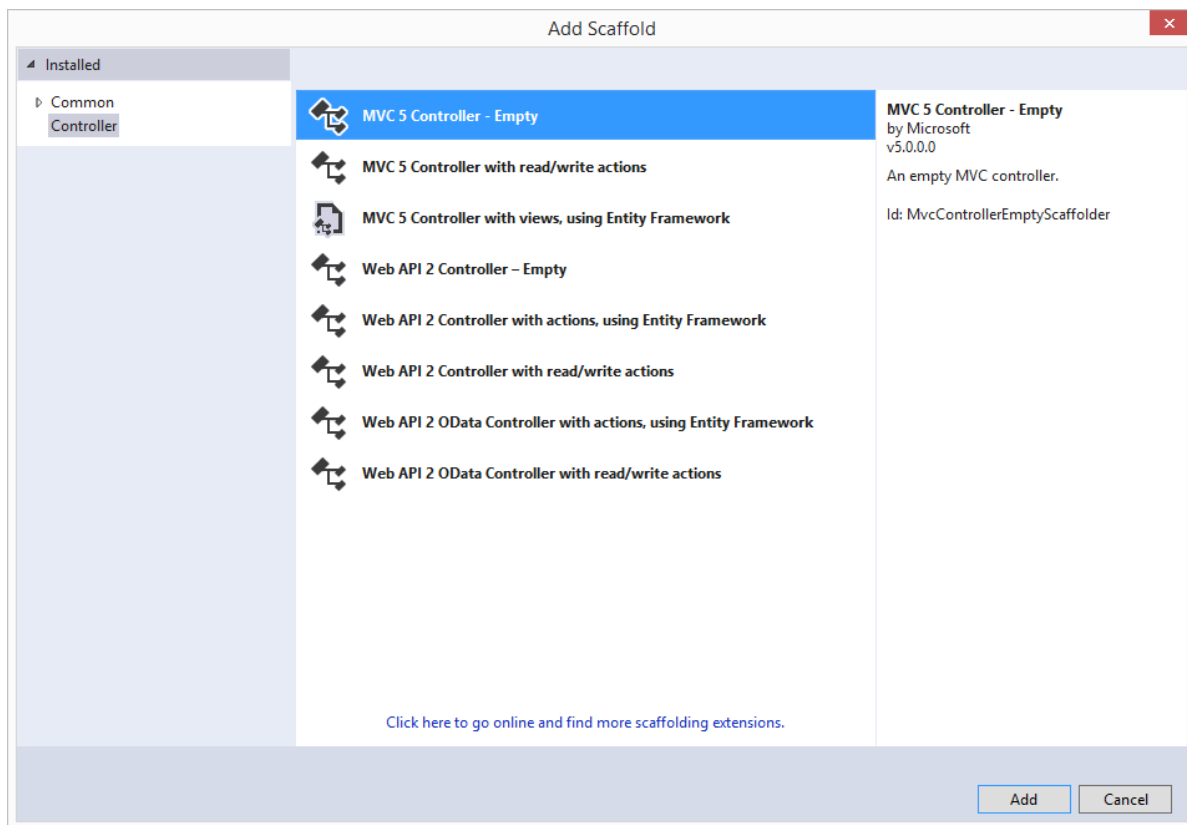 Add Scaffold
Installed
Common
Controller
MVC 5 Controller - Empty
MVC 5 Controller with read/write actions
MVC 5 Controller with views, using Entity Framework
Web API 2 Controller – Empty
Web API 2 Controller with actions, using Entity Framework
Web API 2 Controller with read/write actions
Web API 2 OData Controller with actions, using Entity Framework
Web API 2 OData Controller with read/write actions
Click here to go online and find more scaffolding extensions.
MVC 5 Controller - Empty
by Microsoft
v5.0.0.0
An empty MVC controller.
Id: MvcControllerEmptyScaffolder
Add
Cancel